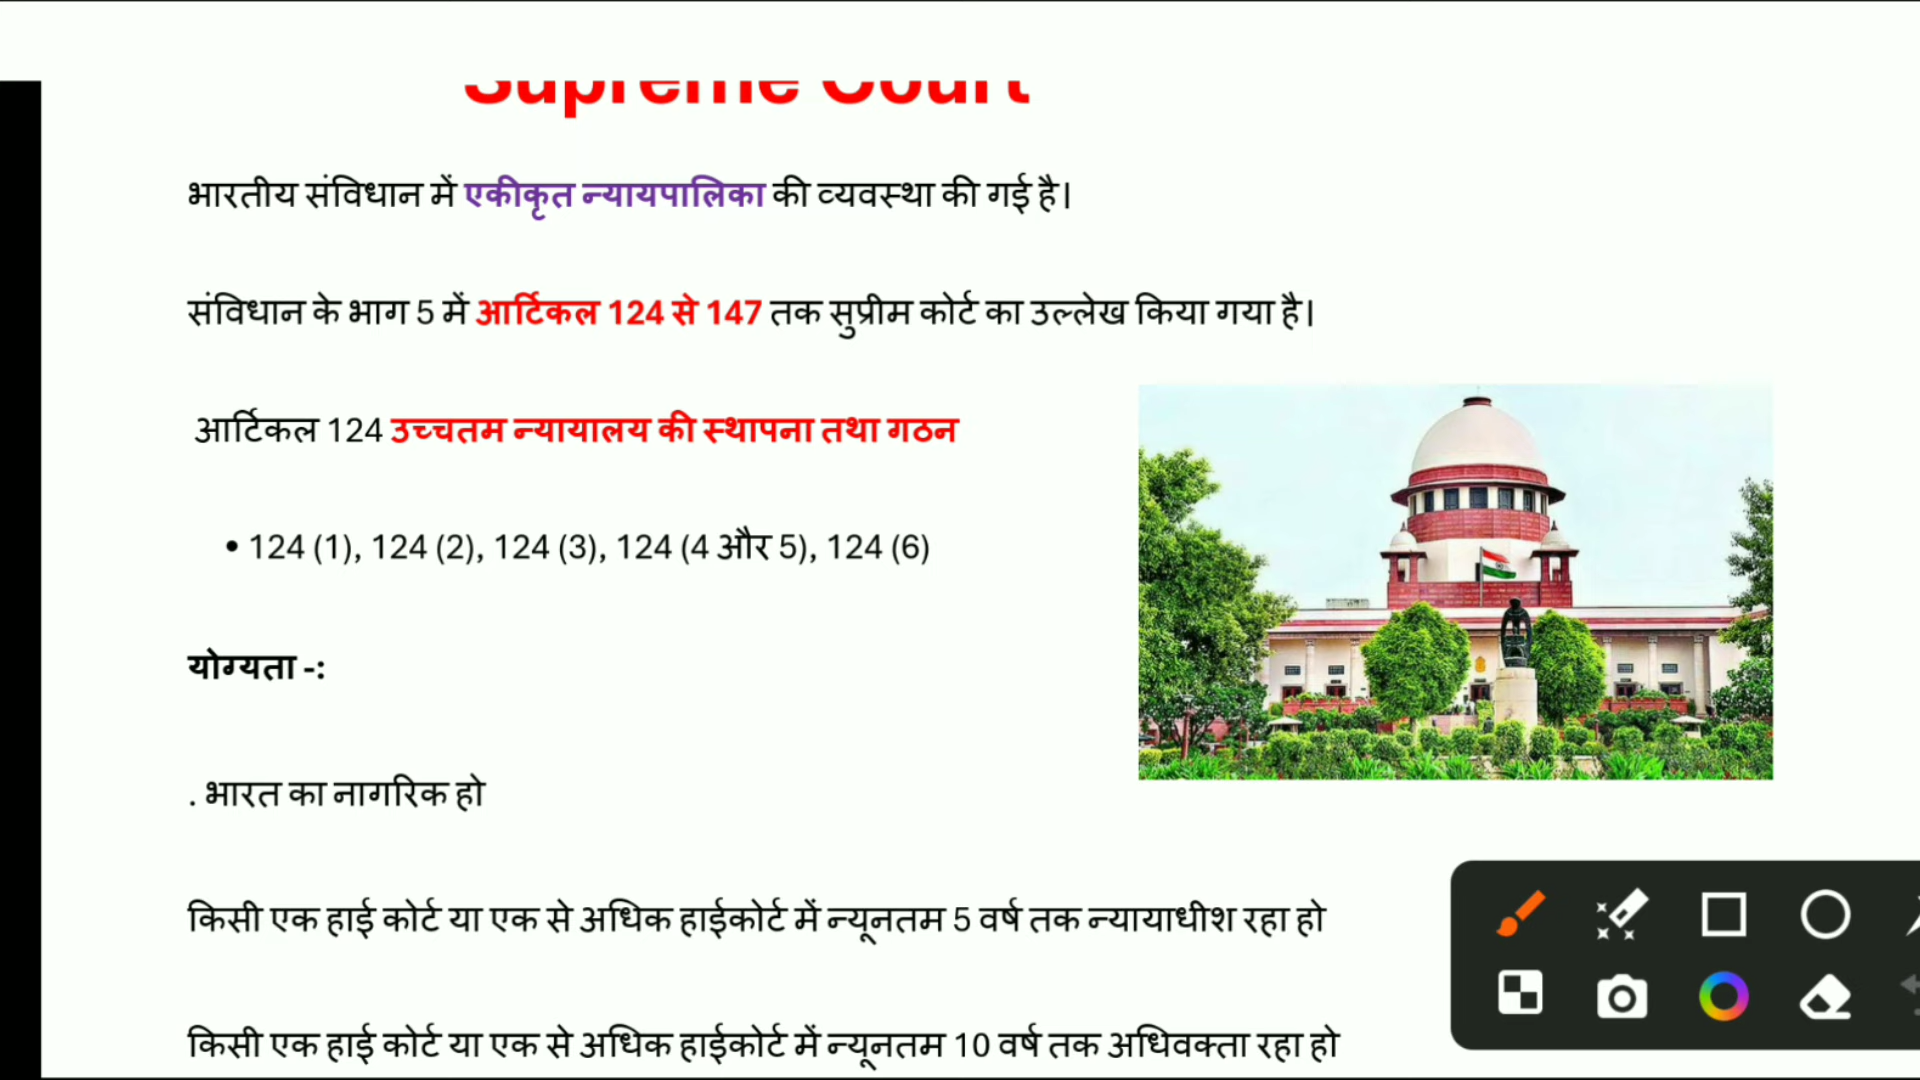 Supreme Court
भारतीय संविधान में एकीकृत न्यायपालिका की व्यवस्था की गई है।
संविधान के भाग 5 में आर्टिकल 124 से 147 तक सुप्रीम कोर्ट का उल्लेख किया गया है।
आर्टिकल 124 उच्चतम न्यायालय की स्थापना तथा गठन
• 124 (1), 124 (2), 124 (3), 124 (4 और 5), 124 (6)
योग्यता -:
. भारत का नागरिक हो
किसी एक हाई कोर्ट या एक से अधिक हाईकोर्ट में न्यूनतम 5 वर्ष तक न्यायाधीश रहा हो
किसी एक हाई कोर्ट या एक से अधिक हाईकोर्ट में न्यूनतम 10 वर्ष तक अधिवक्ता रहा हो